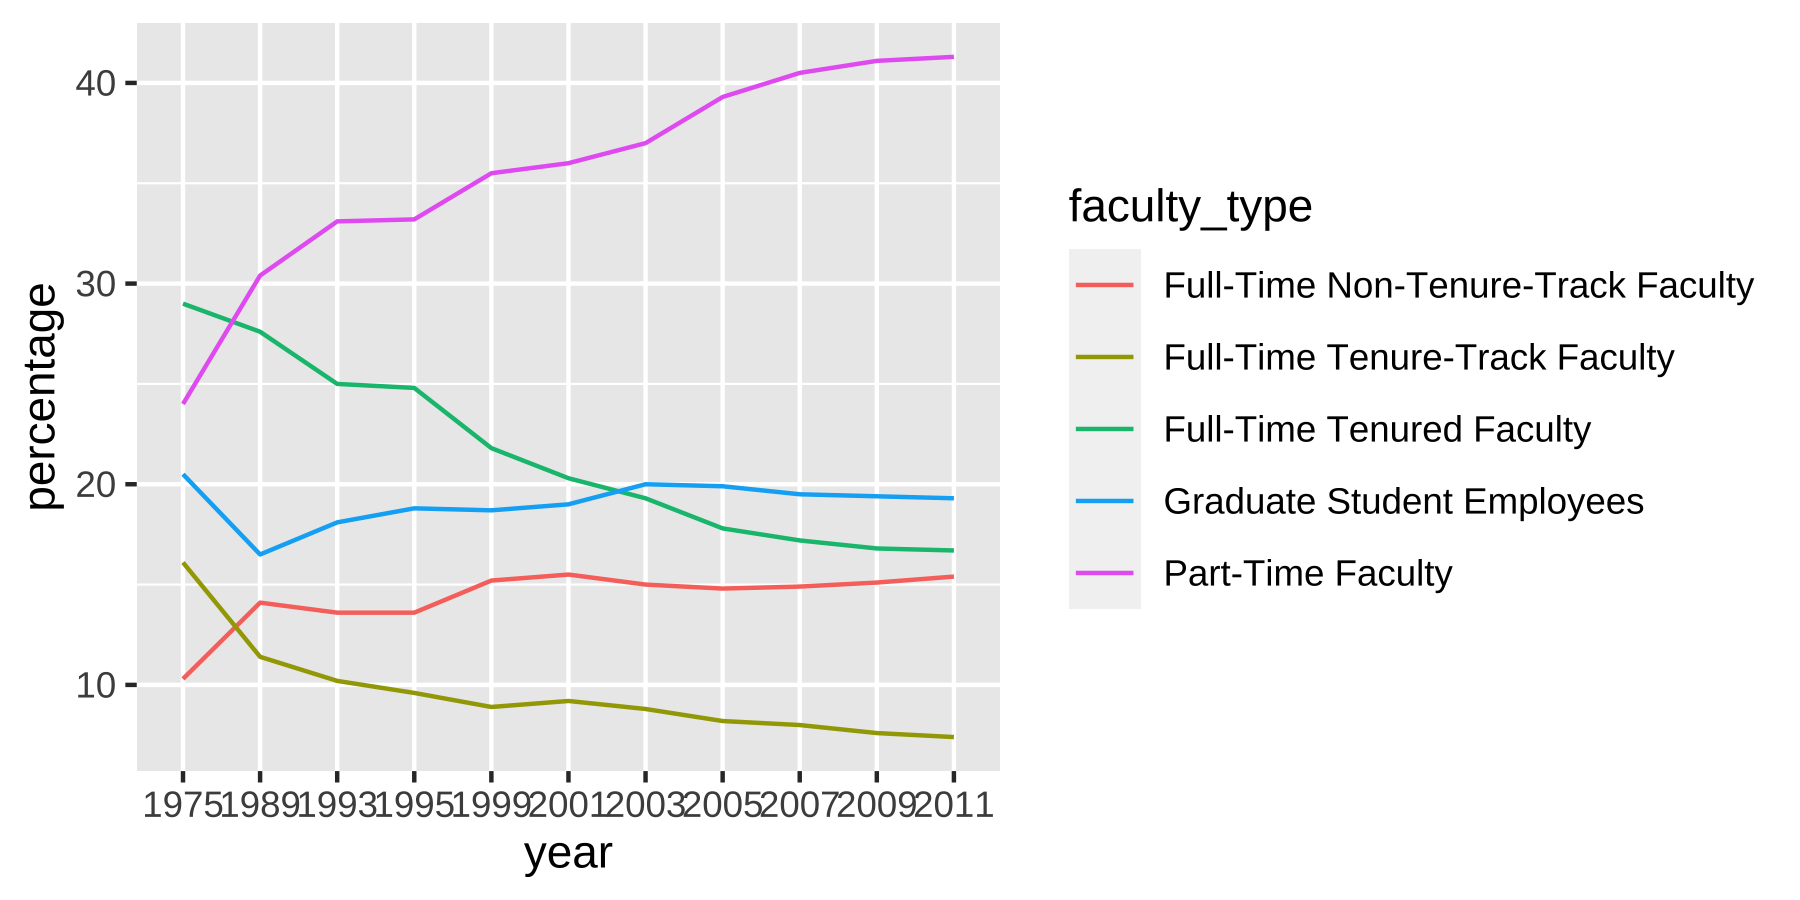 40
30
20
10
percentage
1975 1989 1993 1995 1999 2001 2003 2005 2007 2009 2011
year
faculty_type
Full-Time Non-Tenure-Track Faculty
Full-Time Tenure-Track Faculty
Full-Time Tenured Faculty
Graduate Student Employees
Part-Time Faculty